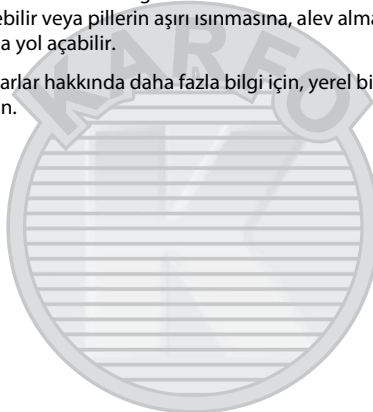 ebilir veya pillerin aşırı ısınmasına, alev alma
a yol açabilir.
arlar hakkında daha fazla bilgi için, yerel bi
n.
KARFO
K